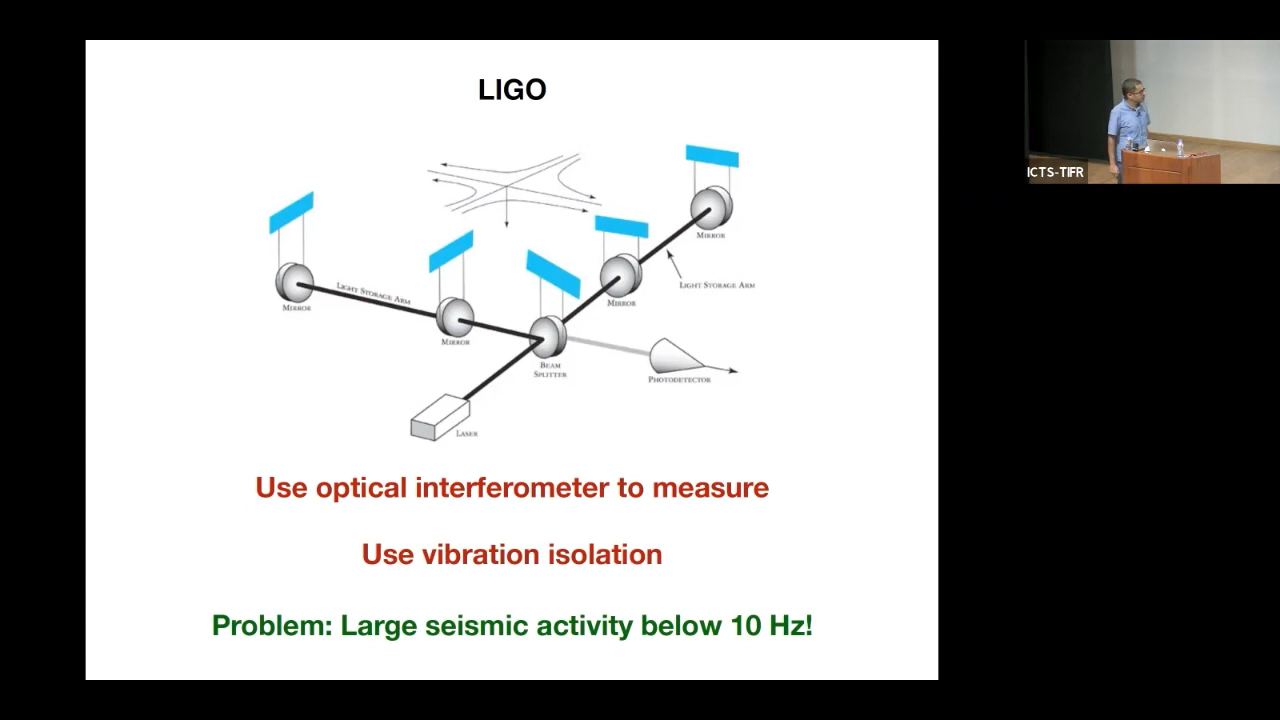 LIGO
MIRROR
LIGHT STORAGE ARM
MIRROR
MIRROR
LIGHT STORAGE ARM
MIRROR
BEAM
SPLITTER
PHOTODETECTOR
LASER
Use optical interferometer to measure
Use vibration isolation
Problem: Large seismic activity below 10 Hz!
ICTS-TIFR